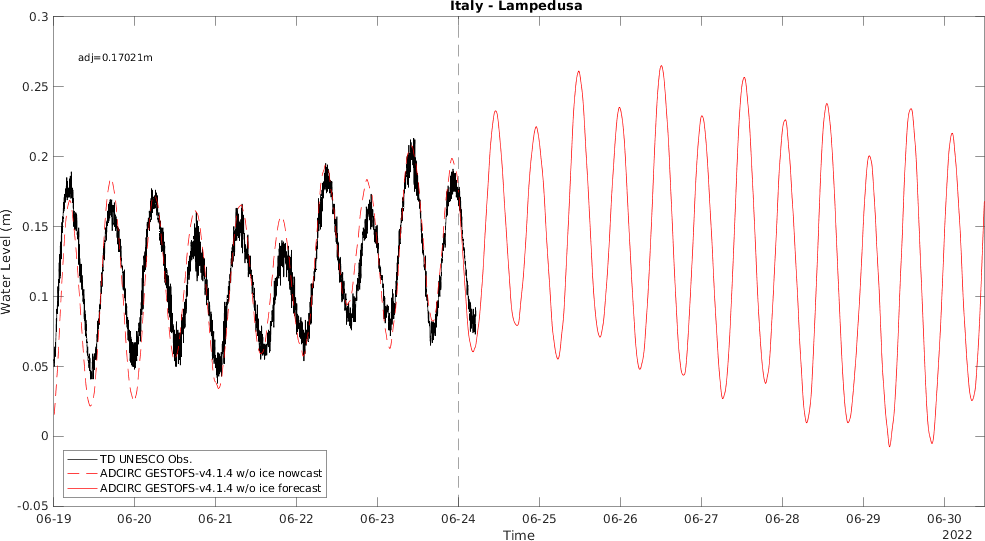 Italy - Lampedusa
0.3
adj=0.17021m
0.25
0.2
0.15
0.1
0.05
0
-0.05
Water Level (m)
TD UNESCO Obs.
ADCIRC GESTOFS-v4.1.4 w/o ice nowcast
ADCIRC GESTOFS-v4.1.4 w/o ice forecast
06-19 06-20 06-21 06-22 06-23 06-24 06-25 06-26 06-27 06-28 06-29 06-30
Time
2022